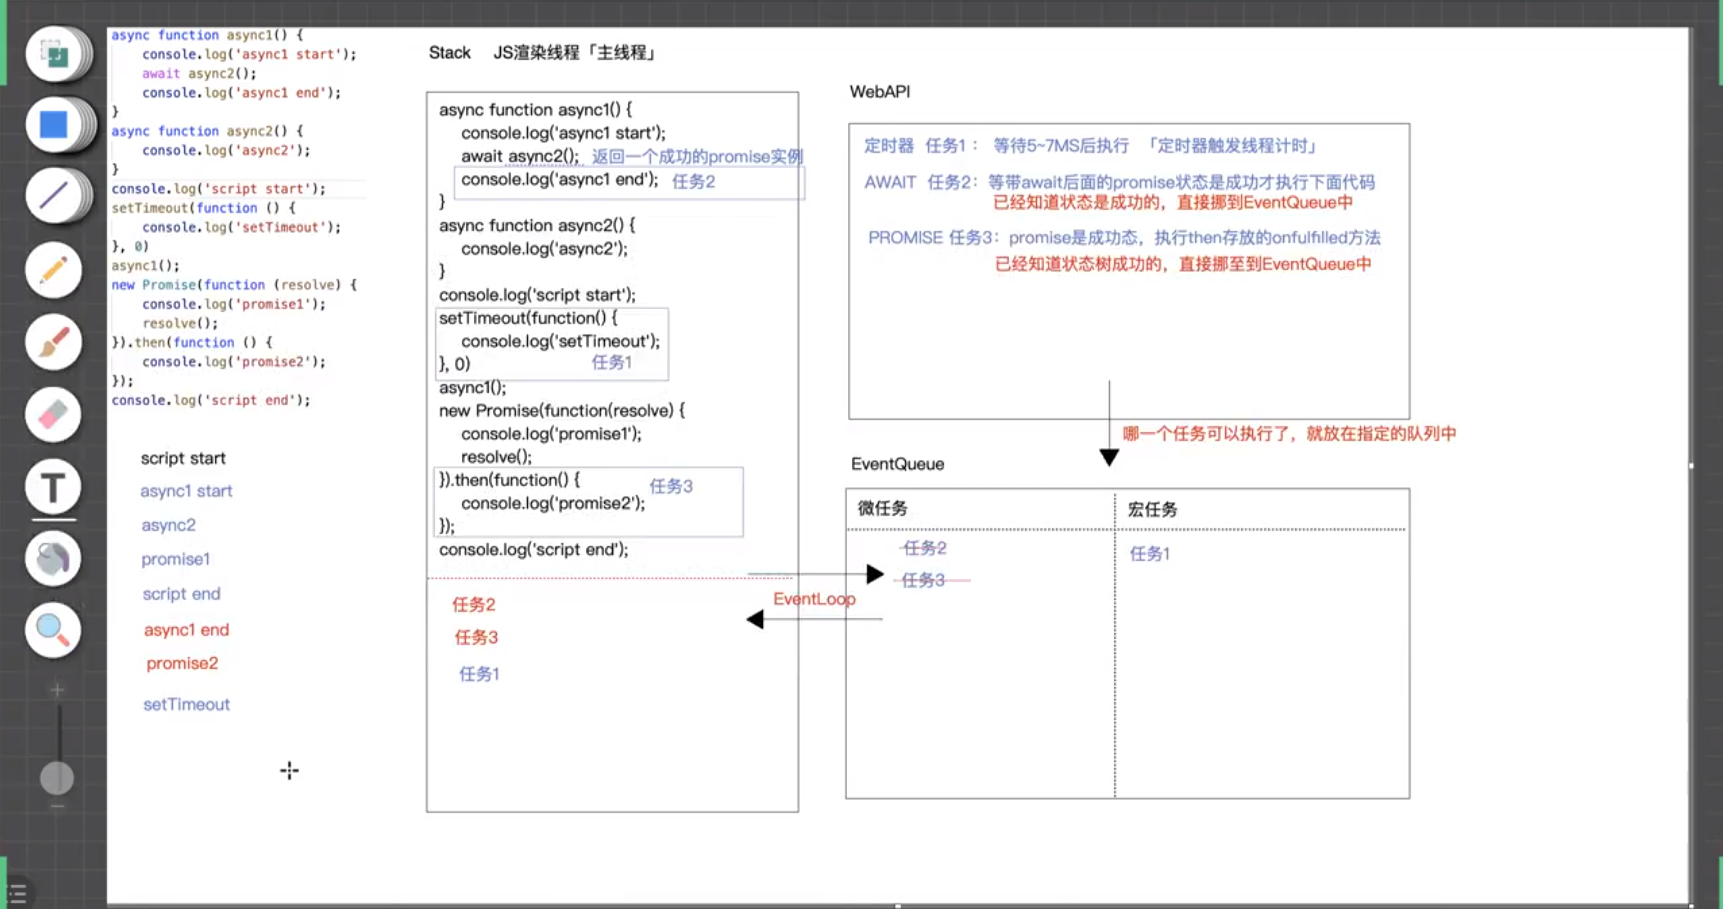 async function async1() {
console.log('async1 start');
await async2();
console.log('async1 end');
}
async function async2() {
console.log('async2');
}
console.log('script start');
setTimeout(function () {
console.log('setTimeout');
}, 0)
async1();
new Promise(function (resolve) {
console.log('promise1');
resolve();
}).then(function () {
console.log('promise2');
});
console.log('script end');
script start
async1 start
async2
promise1
script end
async1 end
promise2
setTimeout
Stack JS渲染线程「主线程」
async function async1() {
console.log('async1 start');
await async2(); 返回一个成功的promise实例
console.log('async1 end'); 任务2
}
async function async2() {
console.log('async2');
}
console.log('script start');
setTimeout(function() {
console.log('setTimeout');
}, 0) 任务1
async1();
new Promise(function(resolve) {
console.log('promise1');
resolve();
}).then(function() { 任务3
console.log('promise2');
});
console.log('script end');
任务2
任务3
任务1
EventLoop
WebAPI
定时器 任务1： 等待5~7MS后执行 「定时器触发线程计时」
AWAIT 任务2：等带await后面的promise状态是成功才执行下面代码
已经知道状态是成功的，直接挪到EventQueue中
PROMISE 任务3：promise是成功态，执行then存放的onfulfilled方法
已经知道状态树成功的，直接挪至到EventQueue中
哪一个任务可以执行了，就放在指定的队列中
EventQueue
微任务 宏任务
任务2 任务1
任务3
T